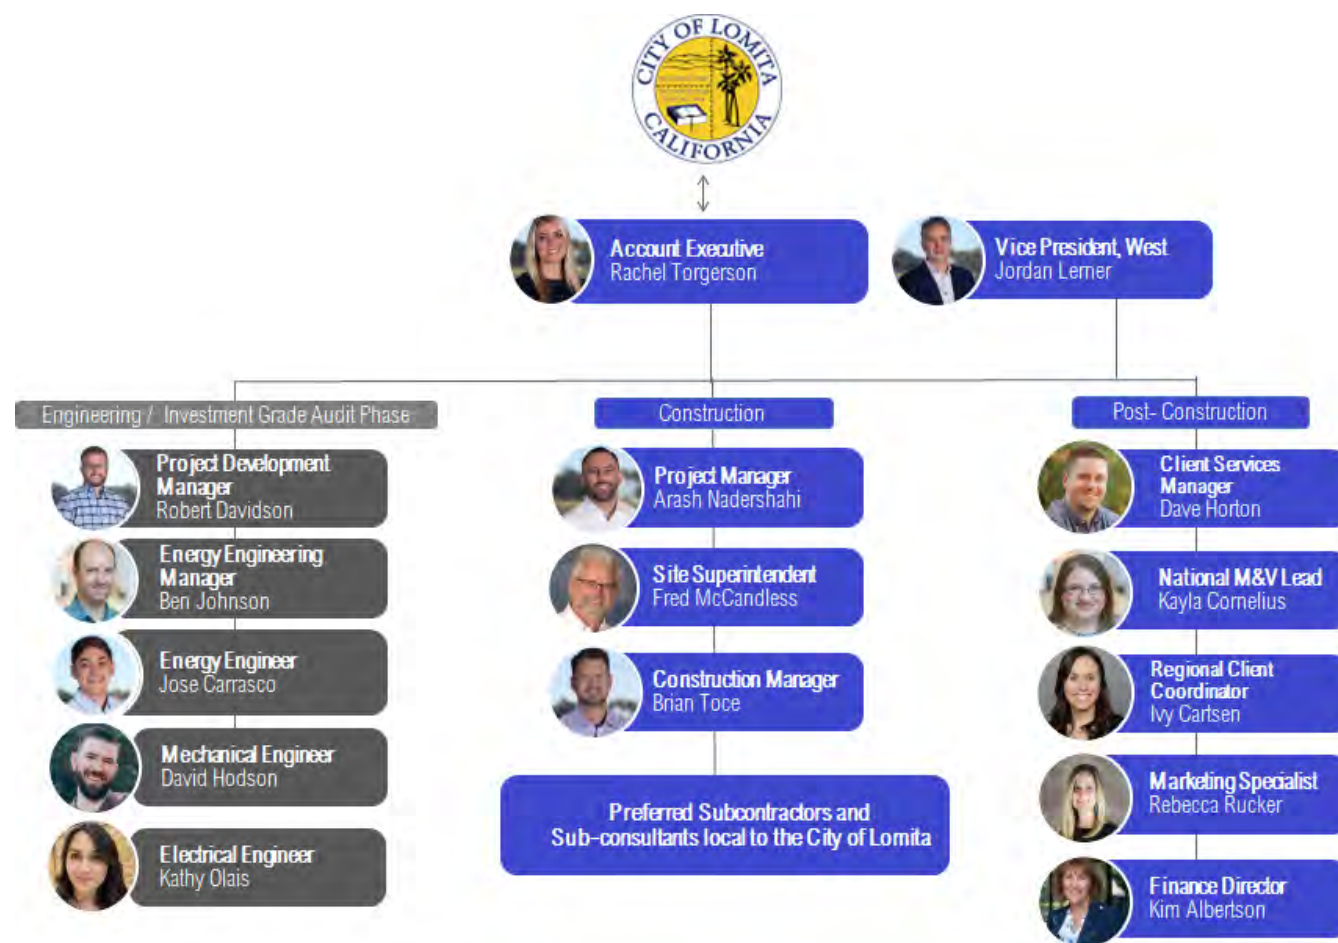 CITY OF LOMITA
CALIFORNIA
Account Executive
Rachel Torgerson
Vice President, West
Jordan Lerner
Engineering / Investment Grade Audit Phase
Construction
Post- Construction
Project Development
Manager
Robert Davidson
Energy Engineering
Manager
Ben Johnson
Energy Engineer
Jose Carrasco
Mechanical Engineer
David Hodson
Electrical Engineer
Kathy Olais
Project Manager
Arash Nadershahi
Site Superintendent
Fred McCandless
Construction Manager
Brian Toce
Preferred Subcontractors and
Sub-consultants local to the City of Lomita
Client Services
Manager
Dave Horton
National M&V Lead
Kayla Cornelius
Regional Client
Coordinator
Ivy Cartsen
Marketing Specialist
Rebecca Rucker
Finance Director
Kim Albertson